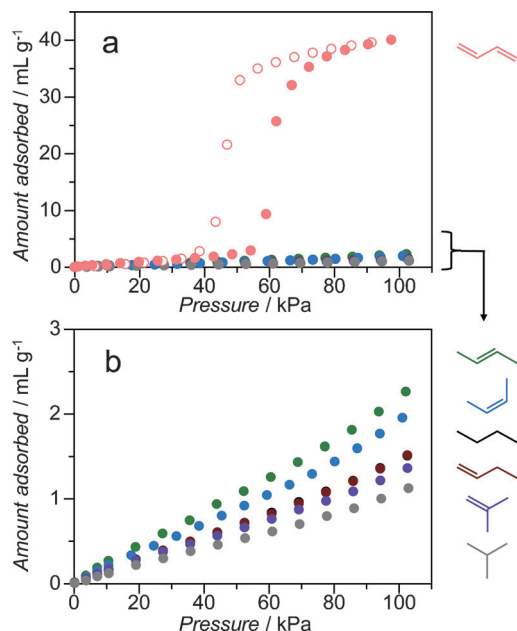 a
Amount adsorbed / mL g-1
40
30
20
10
0
0 20 40 60 80 100
Pressure / kPa
b
Amount adsorbed / mL g-1
3
2
1
0
0 20 40 60 80 100
Pressure / kPa